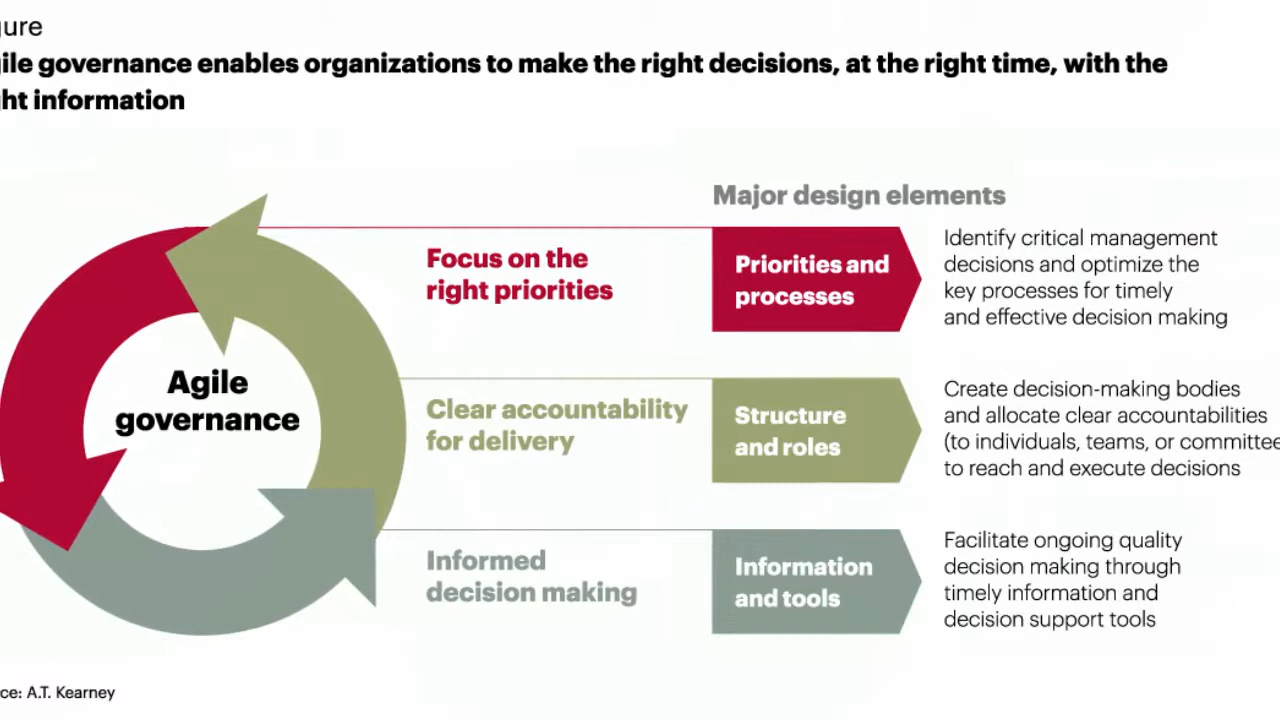 gure
gile governance enables organizations to make the right decisions, at the right time, with the
ght information
Major design elements
Focus on the
right priorities
Priorities and
processes
Identify critical management
decisions and optimize the
key processes for timely
and effective decision making
Agile
governance
Clear accountability
for delivery
Structure
and roles
Create decision-making bodies
and allocate clear accountabilities
(to individuals, teams, or committee
to reach and execute decisions
Informed
decision making
Information
and tools
Facilitate ongoing quality
decision making through
timely information and
decision support tools
ce: A.T. Kearney